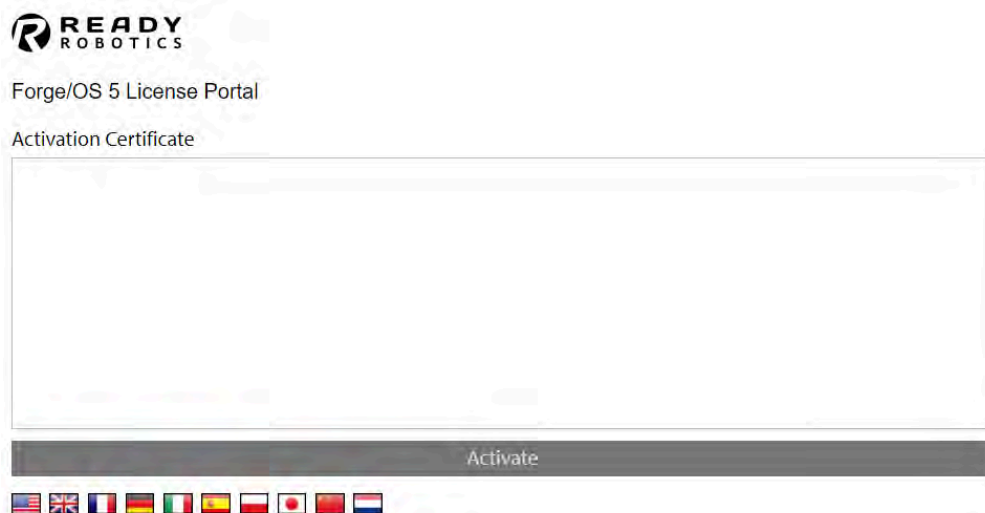 READY
ROBOTICS
Forge/OS 5 License Portal
Activation Certificate
Activate